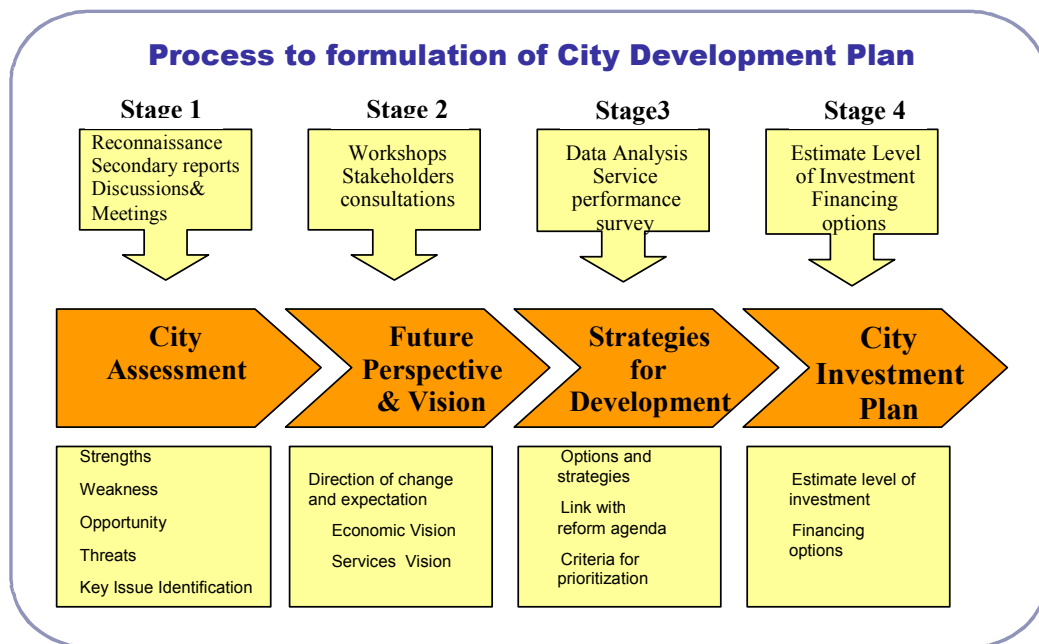 Process to formulation of City Development Plan
Stage 1
Reconnaissance
Secondary reports
Discussions&
Meetings
Stage 2
Workshops
Stakeholders
consultations
Stage3
Data Analysis
Service
performance
survey
Stage 4
Estimate Level
of Investment
Financing
options
City
Assessment
Future
Perspective
& Vision
Strategies
for
Development
City
Investment
Plan
Strengths
Weakness
Opportunity
Threats
Key Issue Identification
Direction of change
and expectation
Economic Vision
Services Vision
Options and
strategies
Link with
reform agenda
Criteria for
prioritization
Estimate level of
investment
Financing
options